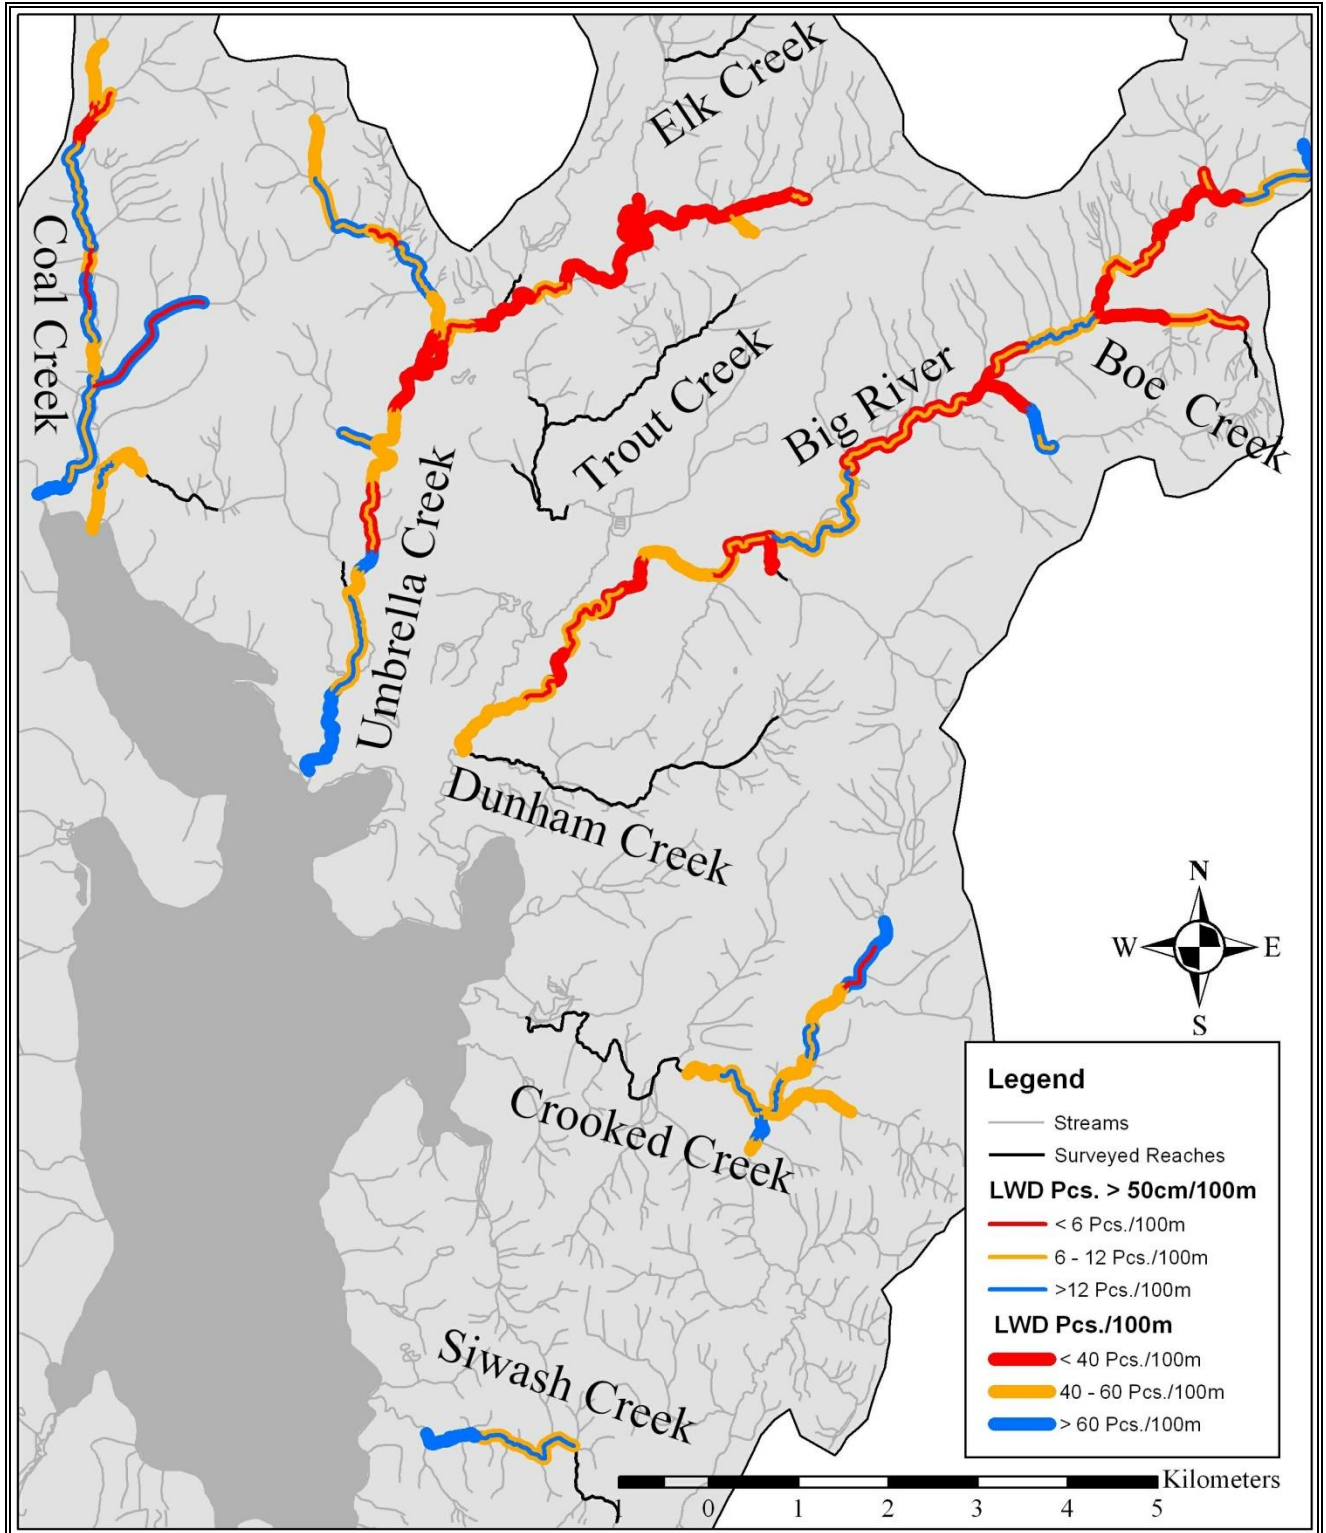 Elk Creek
Coal Creek
Trout Creek
Big River
Boe Creek
Umbrella Creek
Dunham Creek
N
W E
S
Crooked Creek
Siwash Creek
Legend
Streams
Surveyed Reaches
LWD Pcs. > 50cm/100m
< 6 Pcs./100m
6 - 12 Pcs./100m
>12 Pcs./100m
LWD Pcs./100m
< 40 Pcs./100m
40 - 60 Pcs./100m
> 60 Pcs./100m
Kilometers
1 0 1 2 3 4 5